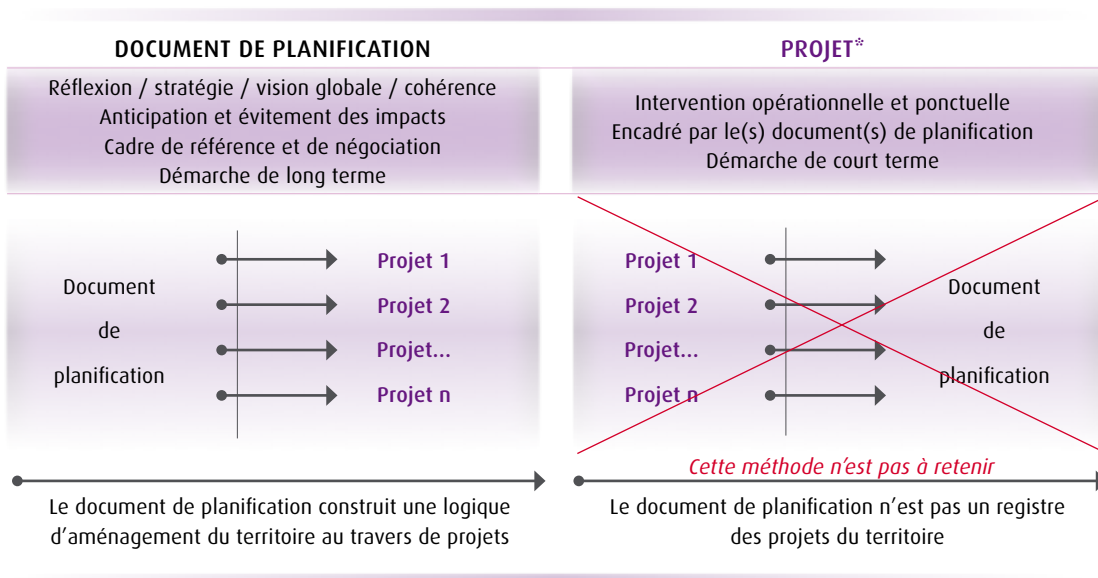 DOCUMENT DE PLANIFICATION
Réflexion / stratégie / vision globale / cohérence
Anticipation et évitement des impacts
Cadre de référence et de négociation
Démarche de long terme
Document
de
planification
Projet 1
Projet 2
Projet...
Projet n
Le document de planification construit une logique
d'aménagement du territoire au travers de projets
PROJET*
Intervention opérationnelle et ponctuelle
Encadré par le(s) document(s) de planification
Démarche de court terme
Projet 1
Projet 2
Projet...
Projet n
Document
de
planification
Cette méthode n'est pas à retenir
Le document de planification n'est pas un registre
des projets du territoire